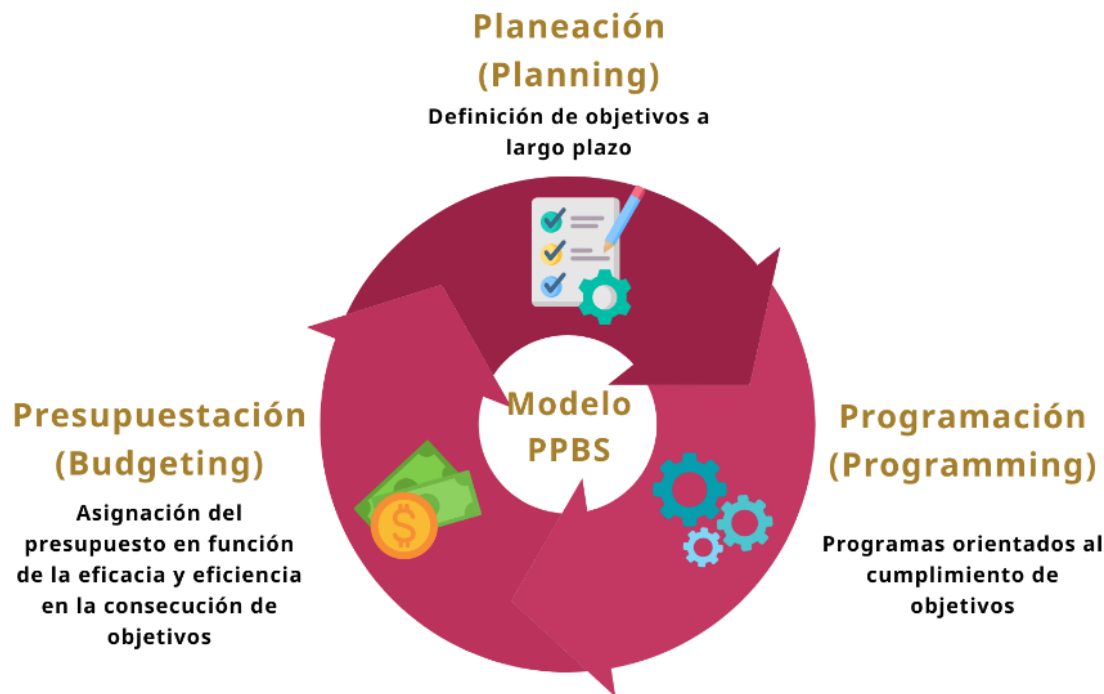 Planeación
(Planning)
Definición de objetivos a
largo plazo
Modelo
PPBS
Presupuestación
(Budgeting)
Asignación del
presupuesto en función
de la eficacia y eficiencia
en la consecución de
objetivos
Programación
(Programming)
Programas orientados al
cumplimiento de
objetivos
$